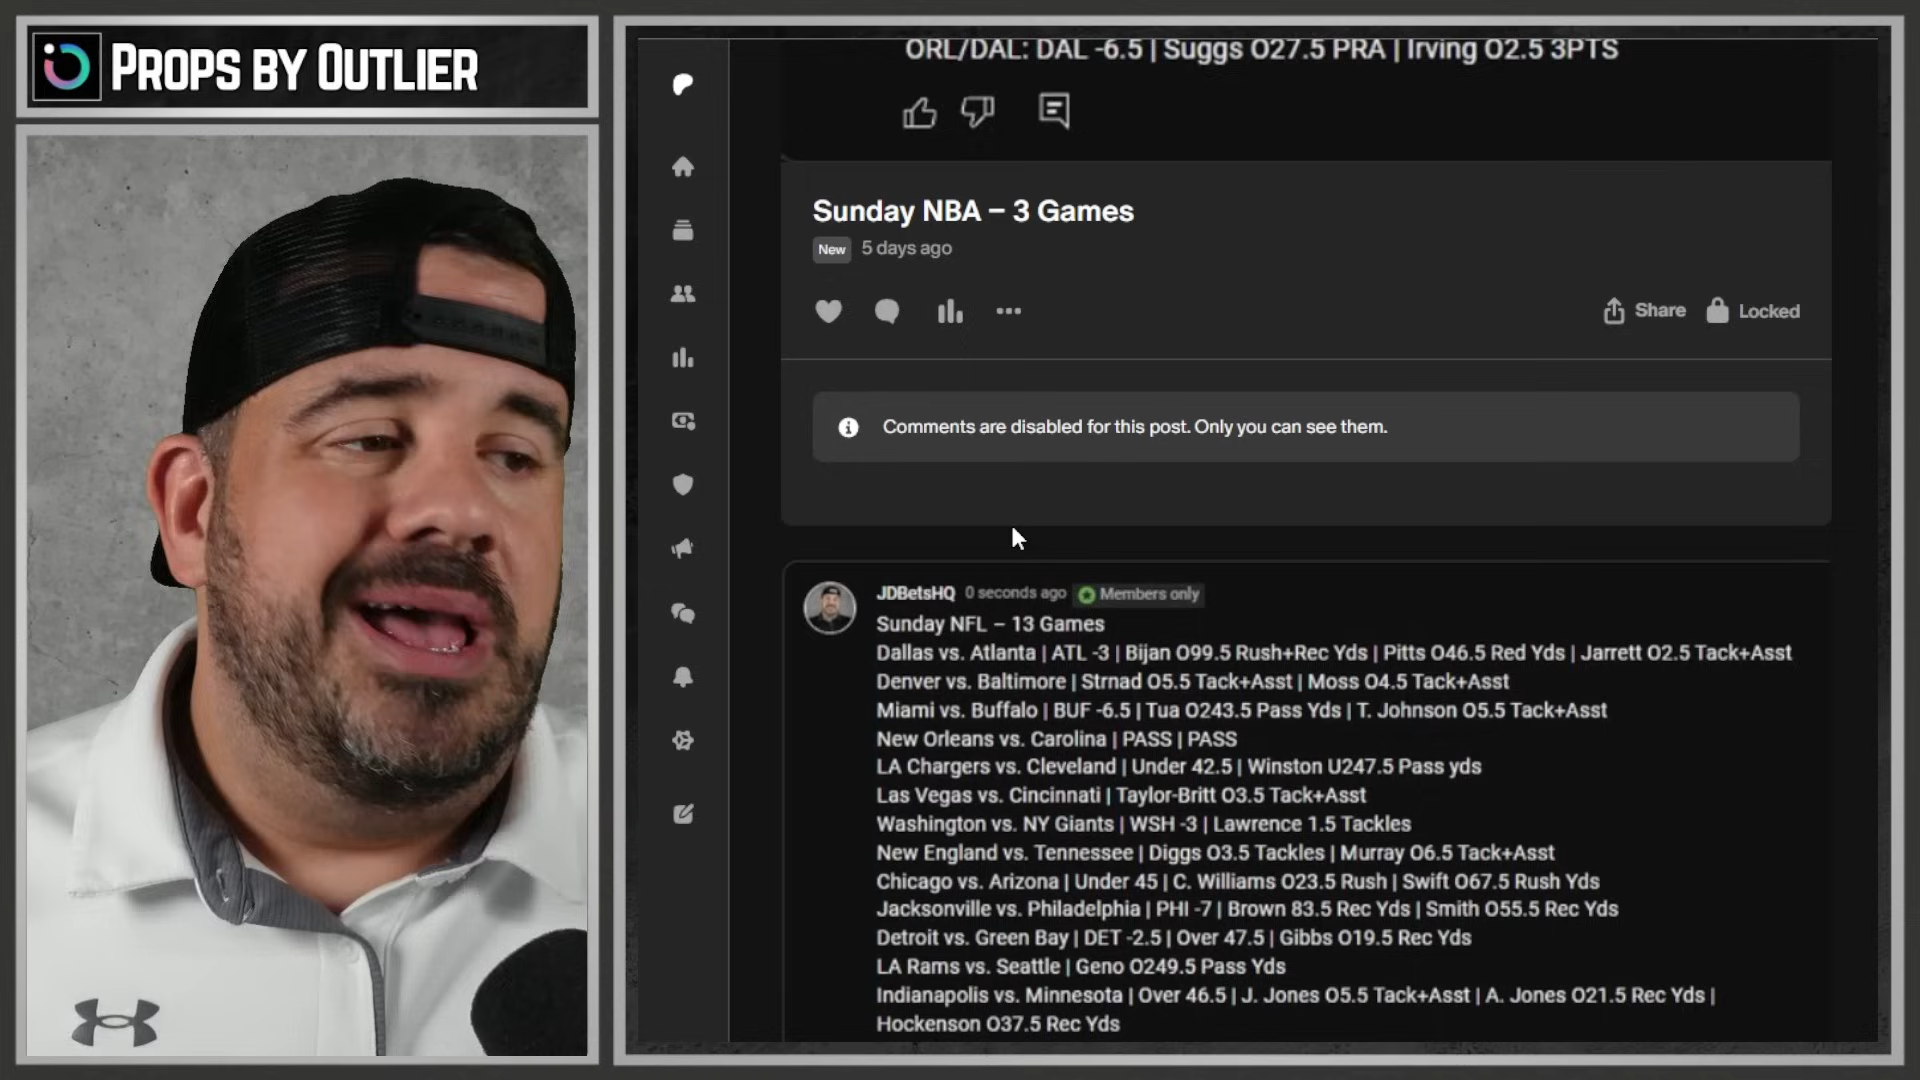 PROPS BY OUTLIER
ORL/DAL: DAL -6.5 | Suggs O27.5 PRA | Irving O2.5 3PTS
Sunday NBA – 3 Games
New 5 days ago
Share Locked
Comments are disabled for this post. Only you can see them.
JDBetsHQ 0 seconds ago Members only
Sunday NFL – 13 Games
Dallas vs. Atlanta | ATL -3 | Bijan O99.5 Rush+Rec Yds | Pitts O46.5 Red Yds | Jarrett O2.5 Tack+Asst
Denver vs. Baltimore | Strnad O5.5 Tack+Asst | Moss O4.5 Tack+Asst
Miami vs. Buffalo | BUF -6.5 | Tua O243.5 Pass Yds | T. Johnson O5.5 Tack+Asst
New Orleans vs. Carolina | PASS | PASS
LA Chargers vs. Cleveland | Under 42.5 | Winston U247.5 Pass yds
Las Vegas vs. Cincinnati | Taylor-Britt O3.5 Tack+Asst
Washington vs. NY Giants | WSH -3 | Lawrence 1.5 Tackles
New England vs. Tennessee | Diggs O3.5 Tackles | Murray O6.5 Tack+Asst
Chicago vs. Arizona | Under 45 | C. Williams O23.5 Rush | Swift O67.5 Rush Yds
Jacksonville vs. Philadelphia | PHI -7 | Brown 83.5 Rec Yds | Smith O55.5 Rec Yds
Detroit vs. Green Bay | DET -2.5 | Over 47.5 | Gibbs O19.5 Rec Yds
LA Rams vs. Seattle | Geno O249.5 Pass Yds
Indianapolis vs. Minnesota | Over 46.5 | J. Jones O5.5 Tack+Asst | A. Jones O21.5 Rec Yds |
Hockenson O37.5 Rec Yds